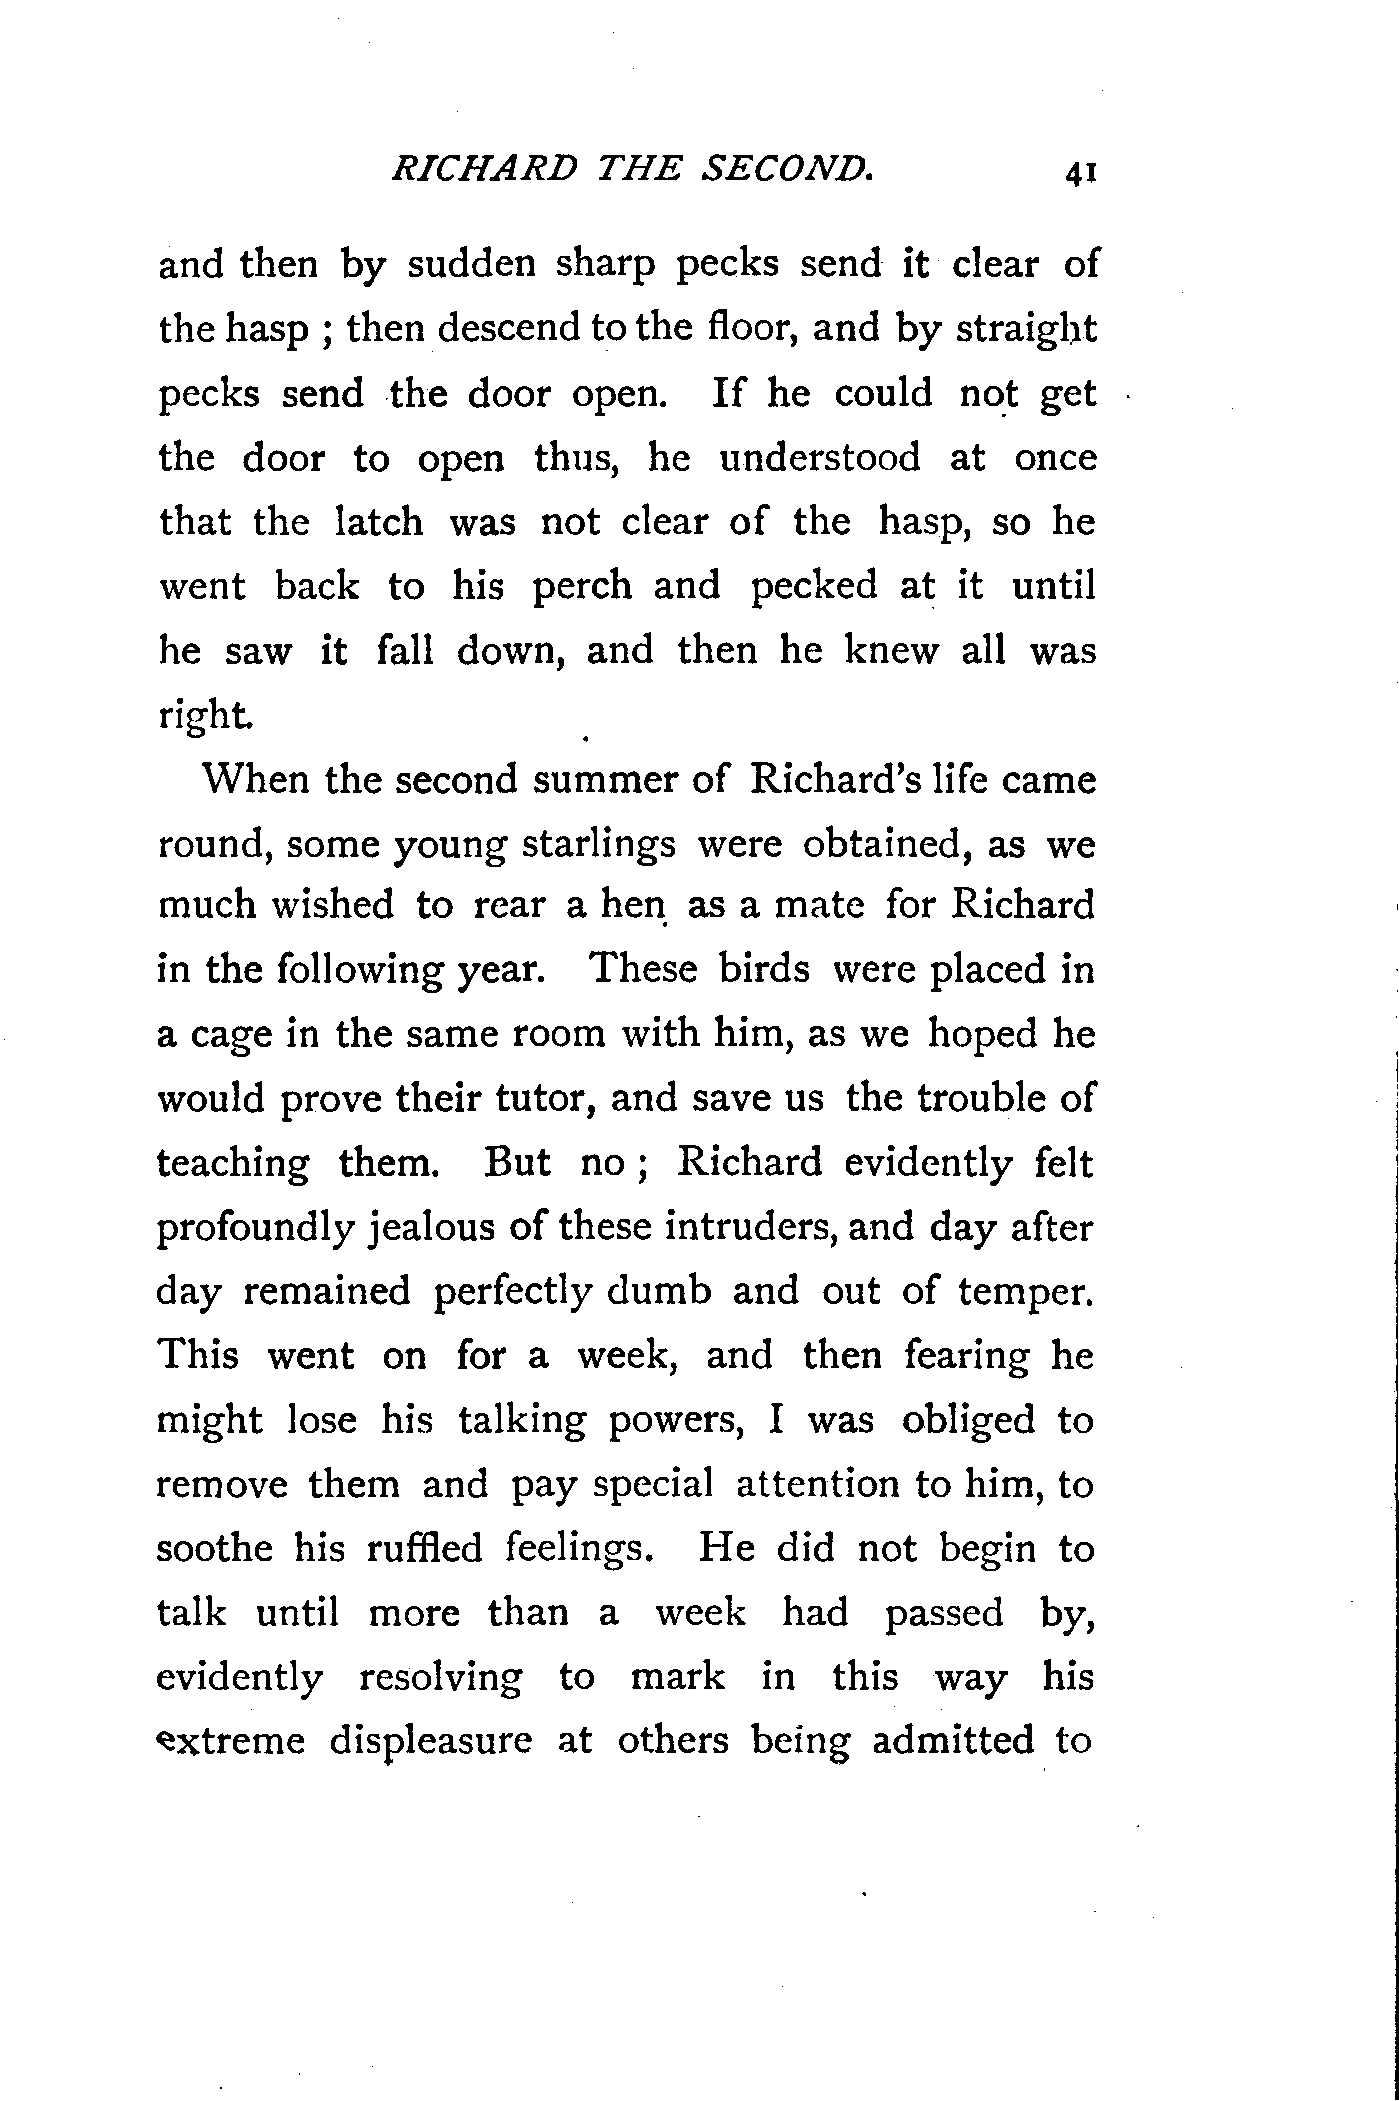 RICHARD THE SECOND. 41
and then by sudden sharp pecks send it clear of
the hasp ; then descend to the floor, and by straight
pecks send the door open. If he could not get
the door to open thus, he understood at once
that the latch was not clear of the hasp, so he
went back to his perch and pecked at it until
he saw it fall down, and then he knew all was
right.
When the second summer of Richard's life came
round, some young starlings were obtained, as we
much wished to rear a hen as a mate for Richard
in the following year. These birds were placed in
a cage in the same room with him, as we hoped he
would prove their tutor, and save us the trouble of
teaching them. But no ; Richard evidently felt
profoundly jealous of these intruders, and day after
day remained perfectly dumb and out of temper.
This went on for a week, and then fearing he
might lose his talking powers, I was obliged to
remove them and pay special attention to him, to
soothe his ruffled feelings. He did not begin to
talk until more than a week had passed by,
evidently resolving to mark in this way his
extreme displeasure at others being admitted to